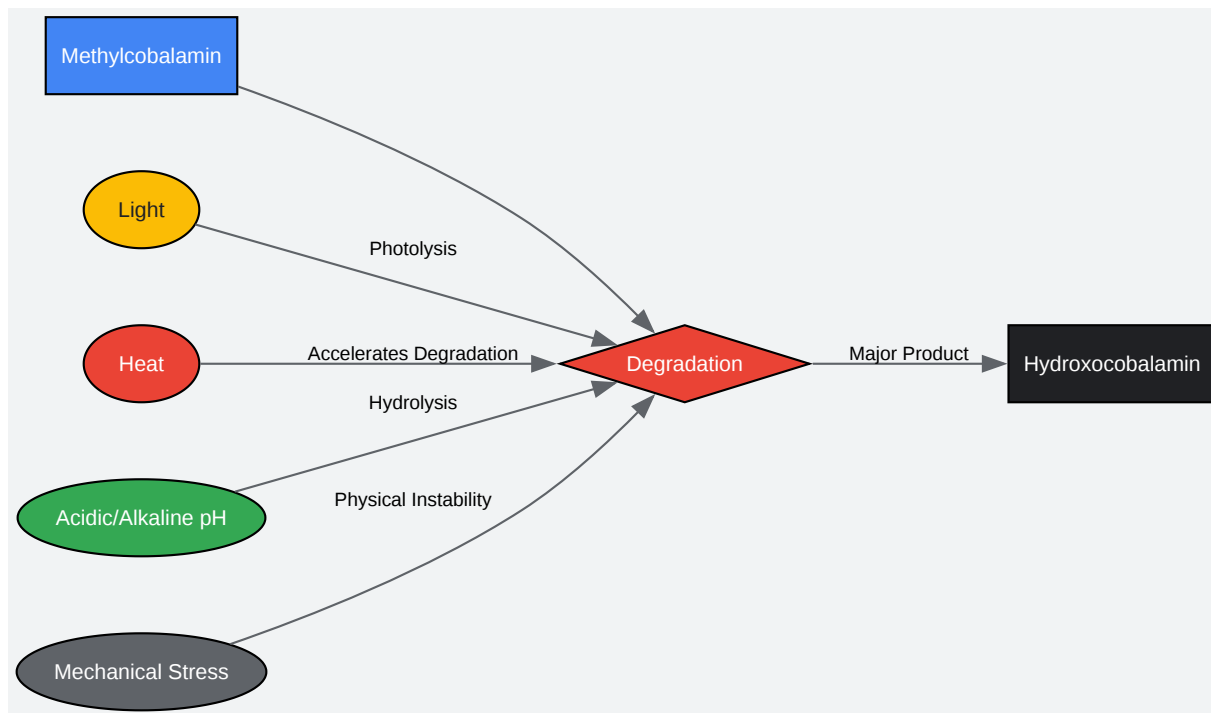 Methylcobalamin
Light
Photolysis
Heat
Accelerates Degradation
Degradation
Major Product
Hydroxocobalamin
Hydrolysis
Acidic/Alkaline pH
Physical Instability
Mechanical Stress